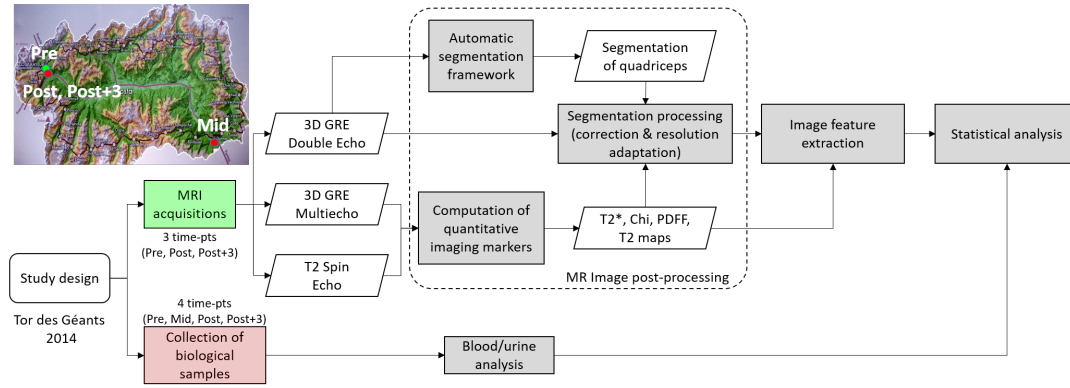 Pre
Post, Post+3
Mid
Automatic
segmentation
framework
Segmentation
of quadriceps
3D GRE
Double Echo
Segmentation processing
(correction & resolution
adaptation)
Image feature
extraction
Statistical analysis
MRI
acquisitions
3 time-pts
(Pre, Post, Post+3)
3D GRE
Multiecho
Computation of
quantitative
imaging markers
T2*, Chi, PDFF,
T2 maps
T2 Spin
Echo
MR Image post-processing
Study design
Tor des Géants
2014
4 time-pts
(Pre, Mid, Post, Post+3)
Collection of
biological
samples
Blood/urine
analysis